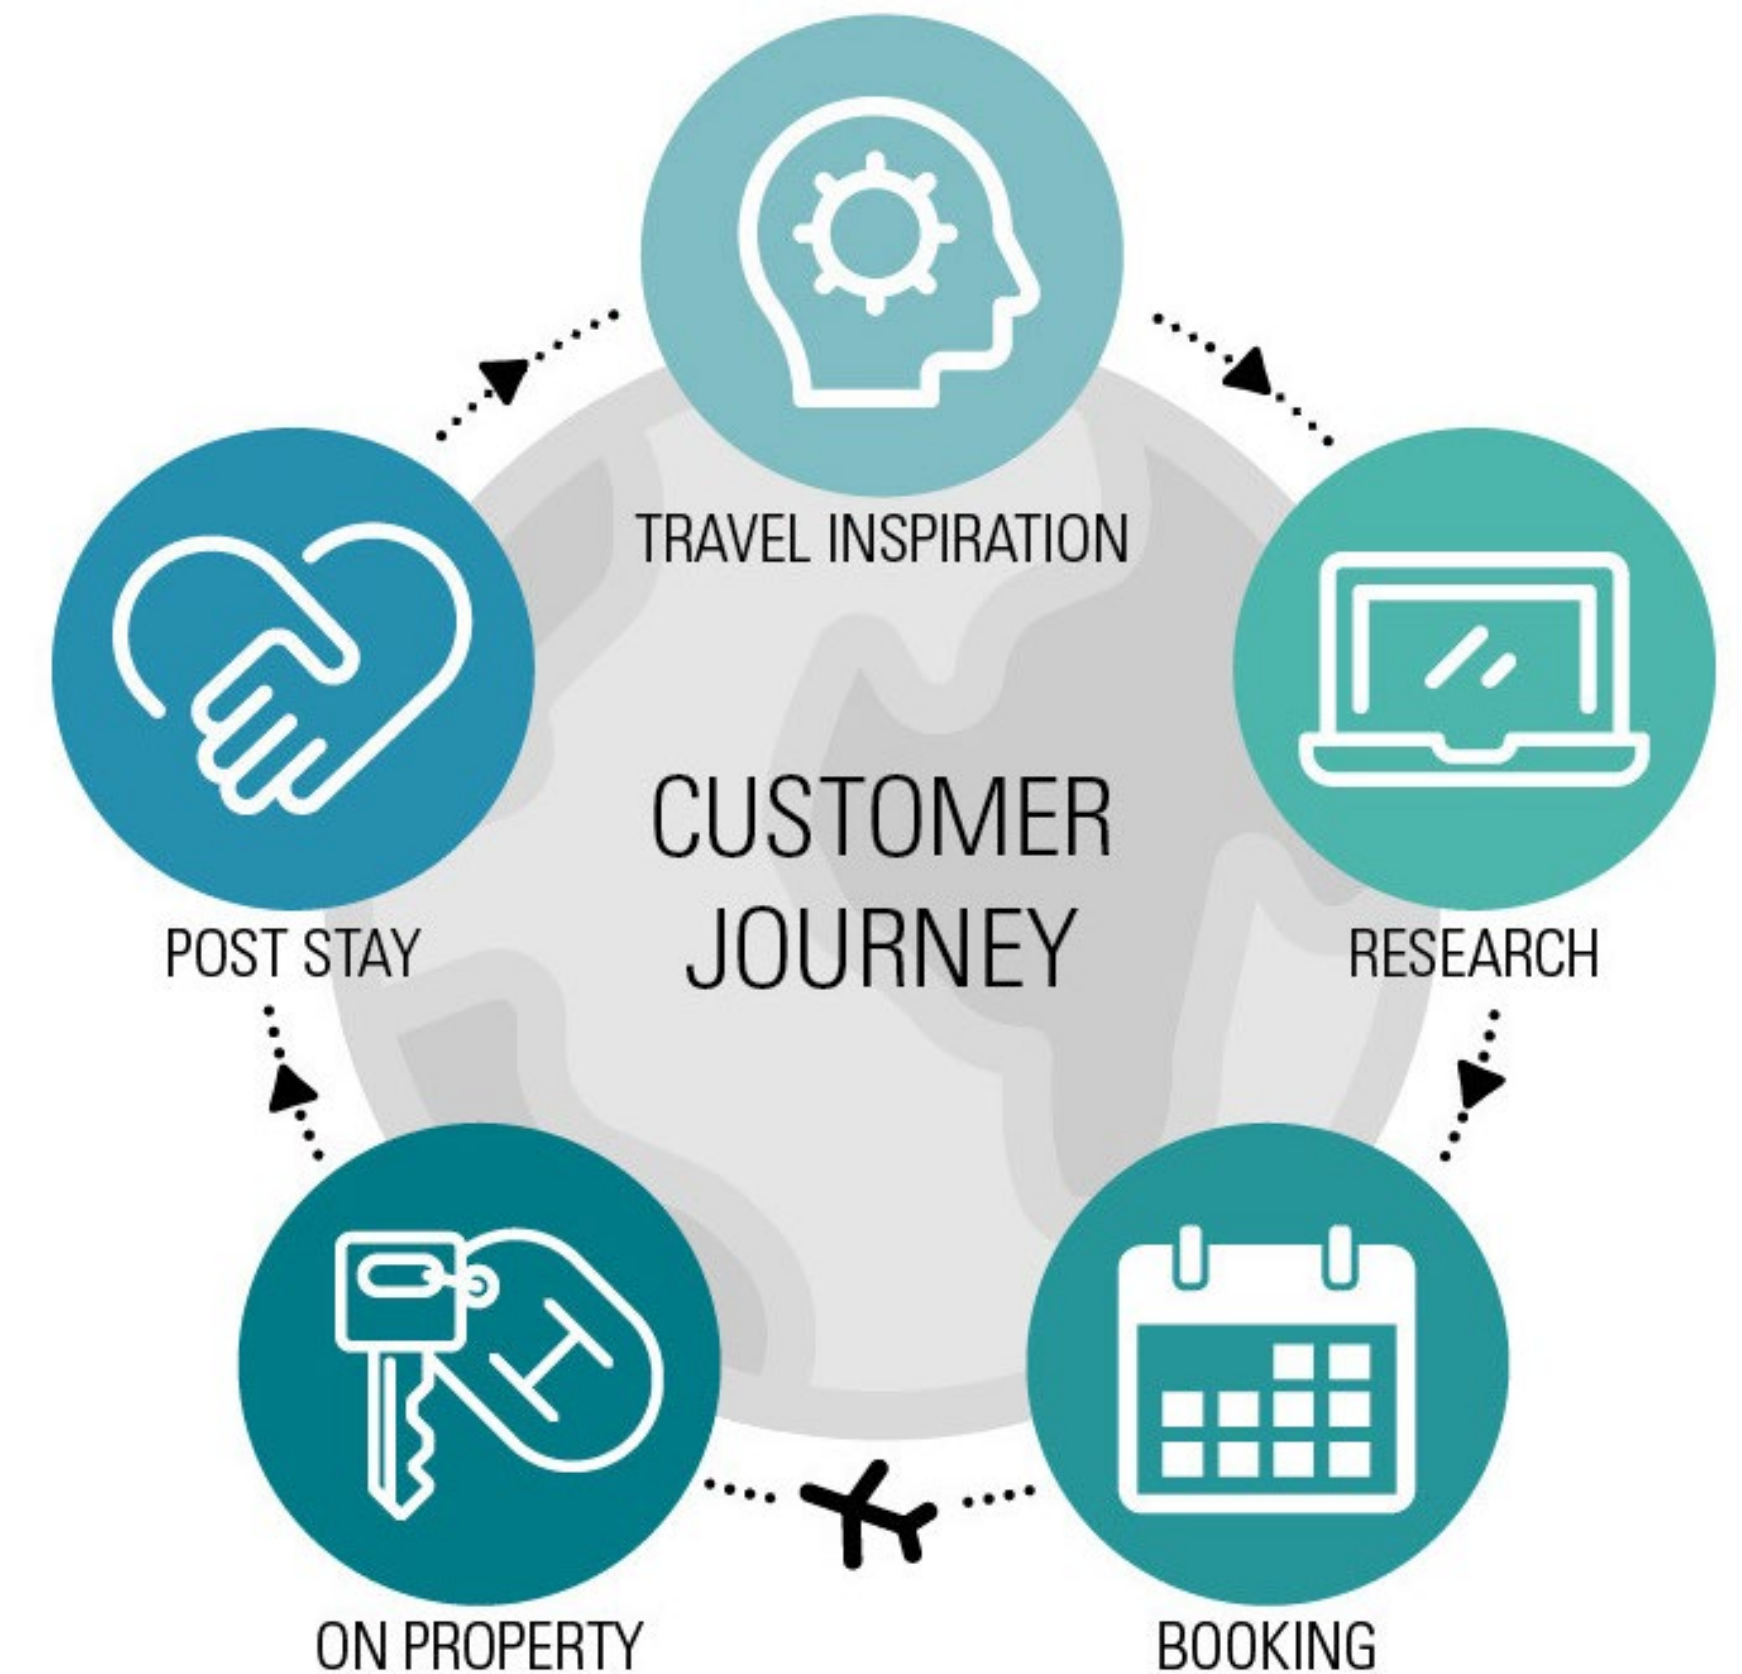 TRAVEL INSPIRATION
CUSTOMER
JOURNEY
POST STAY
RESEARCH
H
ON PROPERTY
BOOKING